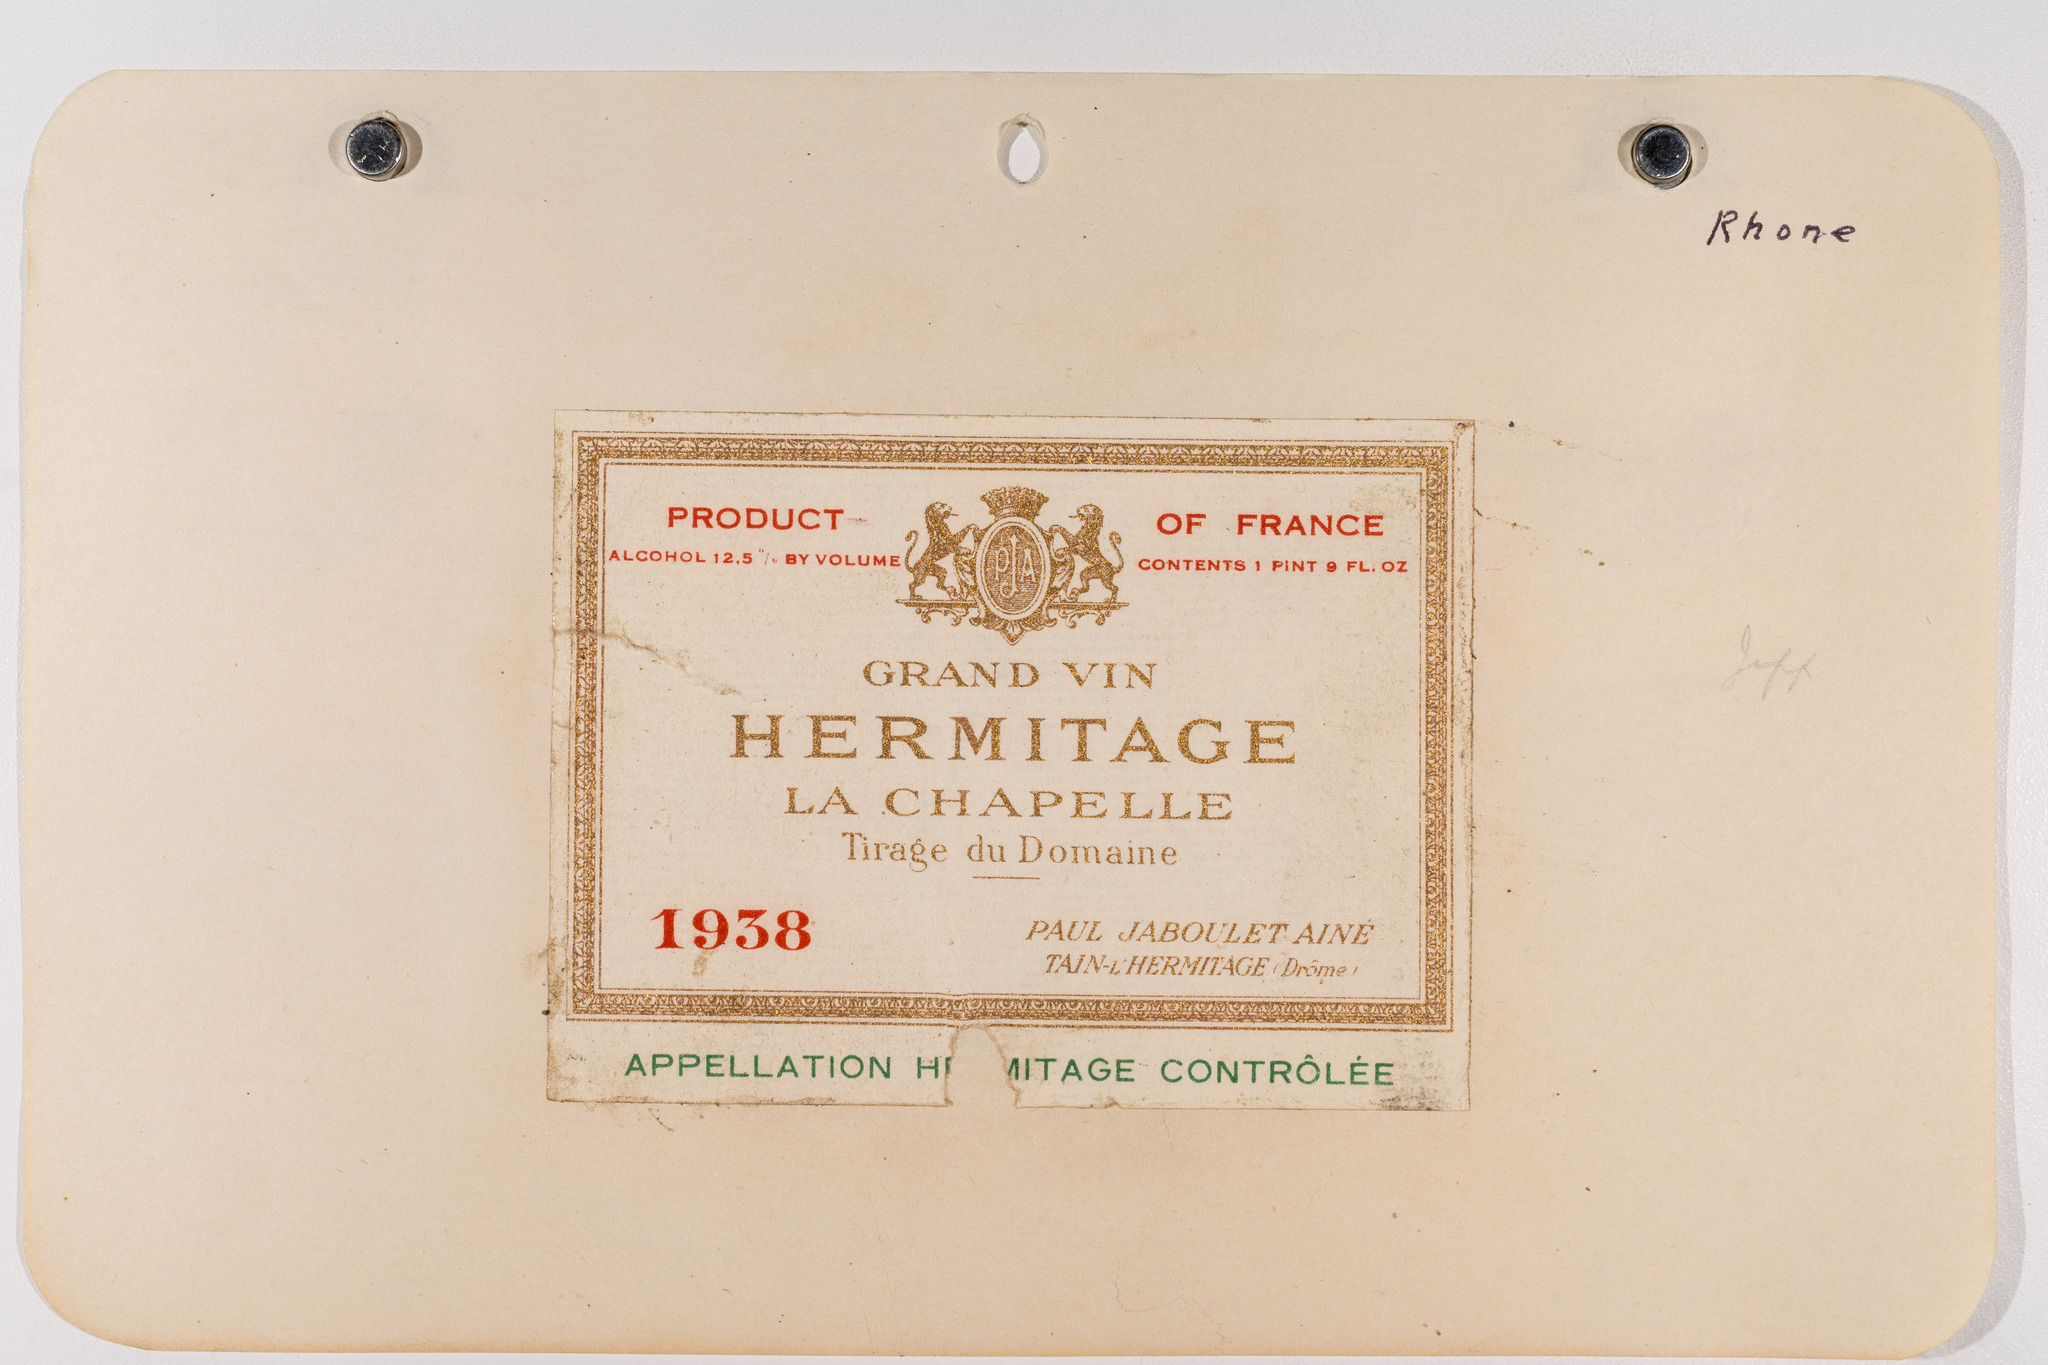 Rhone
PRODUCT OF FRANCE
ALCOHOL 12.5 % BY VOLUME CONTENTS 1 PINT 9 FL. OZ
PJA
GRAND VIN
HERMITAGE
LA CHAPELLE
Tirage du Domaine
1938
PAUL JABOULET AINÉ
TAIN-L'HERMITAGE (Drôme)
APPELLATION H MITAGE CONTRÔLÉE